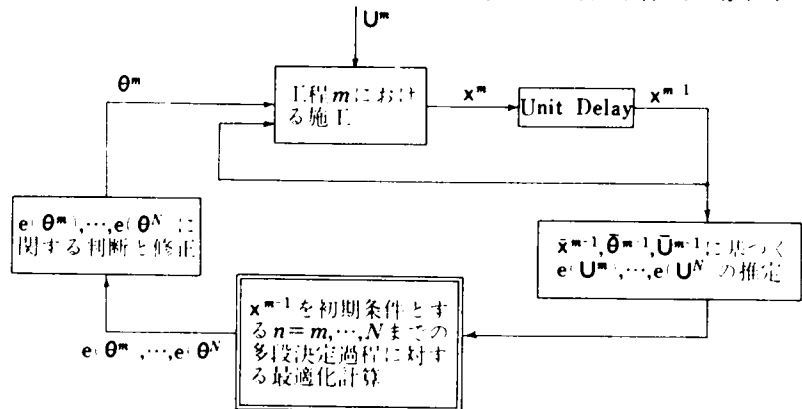 U^m
θ^m
工程mにおけ
る施工
x^m
Unit Delay
x^{m-1}
e(θ^m),…,e(θ^N に
関する判断と修正
x̄^{m-1}, θ̄^{m-1}, Ū^{m-1}に基づく
e(U^m),…,e(U^N の推定
x^{m-1}を初期条件とす
るn=m,…,Nまでの
多段決定過程に対す
る最適化計算
e(θ^m ,…,e(θ^N